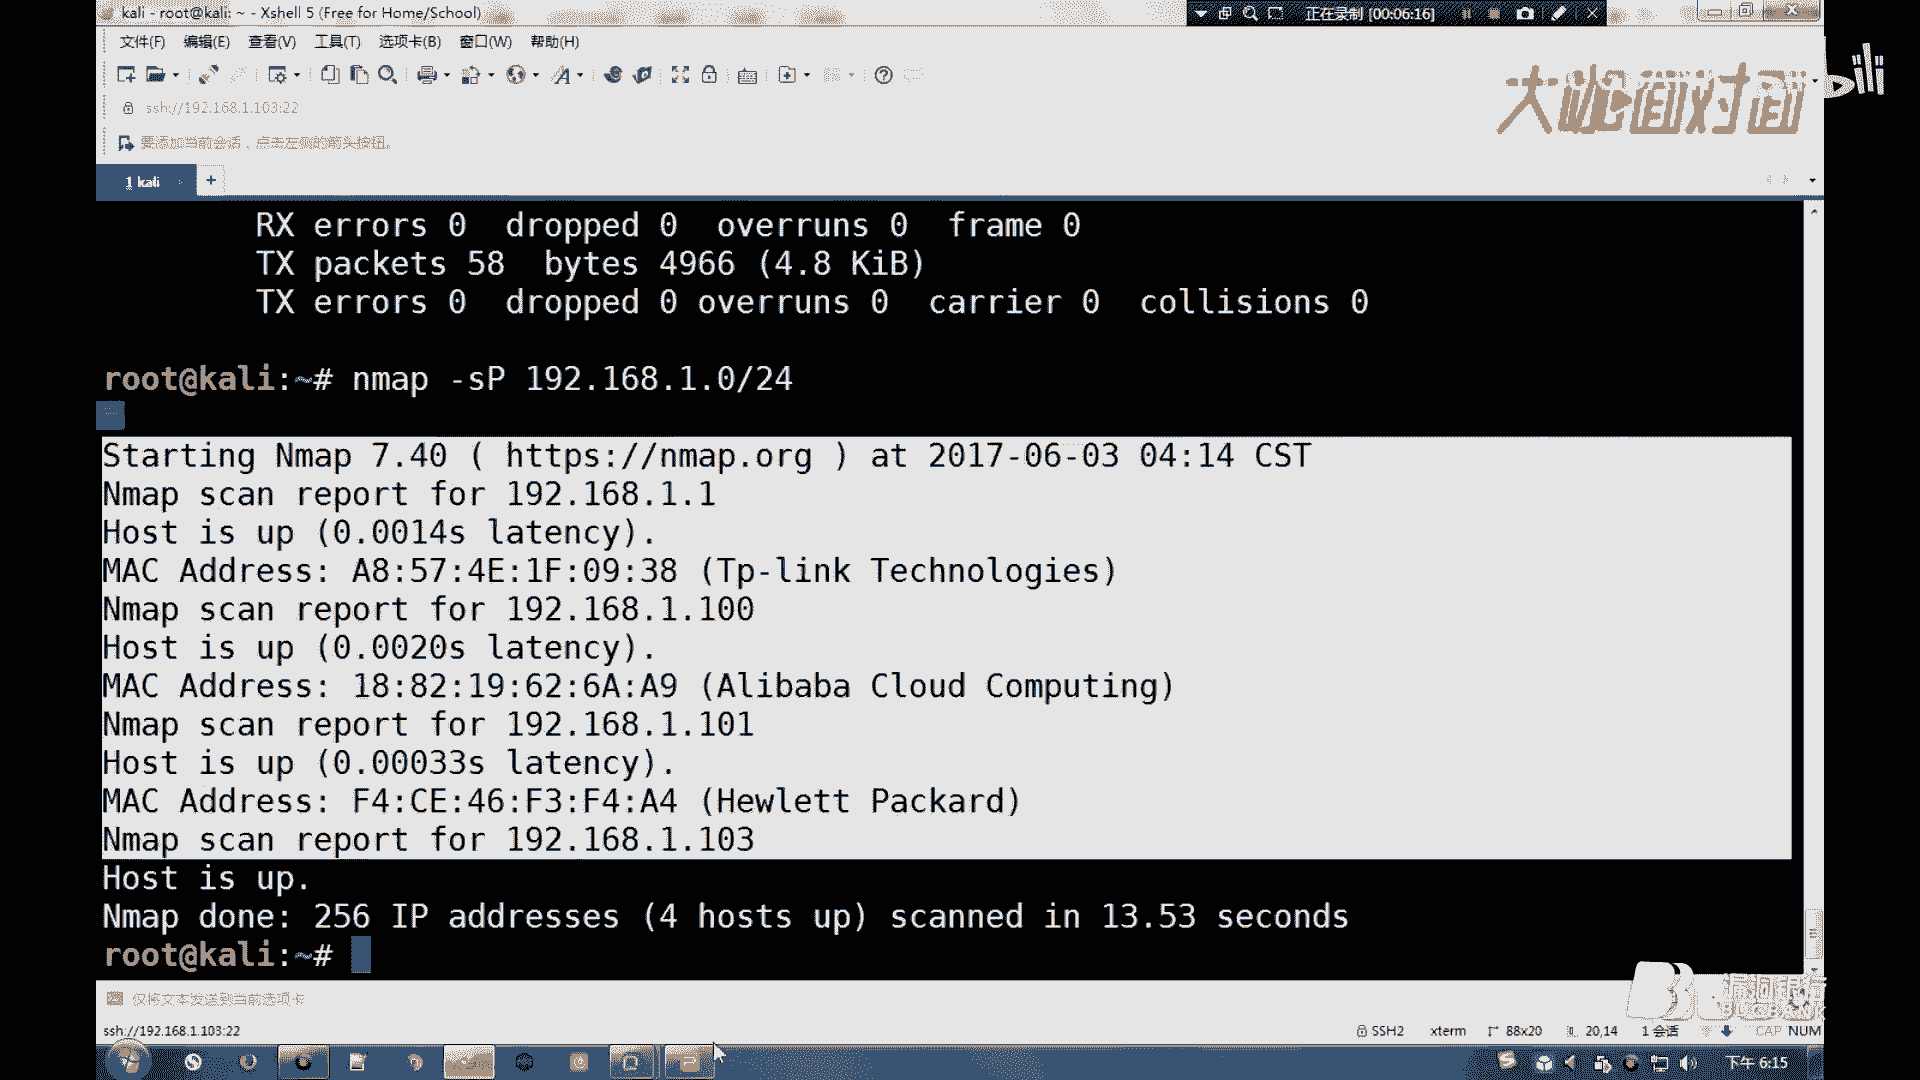 kali - root@kali: ~ - Xshell 5 (Free for Home/School)
正在录制 [00:06:16]
文件(F) 编辑(E) 查看(V) 工具(T) 选项卡(B) 窗口(W) 帮助(H)
ssh://192.168.1.103:22
要添加当前会话，点击左侧的箭头按钮。
大咖面对面
bili
1 kali
RX errors 0  dropped 0  overruns 0  frame 0
TX packets 58  bytes 4966 (4.8 KiB)
TX errors 0  dropped 0 overruns 0  carrier 0  collisions 0
root@kali:~# nmap -sP 192.168.1.0/24
Starting Nmap 7.40 ( https://nmap.org ) at 2017-06-03 04:14 CST
Nmap scan report for 192.168.1.1
Host is up (0.0014s latency).
MAC Address: A8:57:4E:1F:09:38 (Tp-link Technologies)
Nmap scan report for 192.168.1.100
Host is up (0.0020s latency).
MAC Address: 18:82:19:62:6A:A9 (Alibaba Cloud Computing)
Nmap scan report for 192.168.1.101
Host is up (0.00033s latency).
MAC Address: F4:CE:46:F3:F4:A4 (Hewlett Packard)
Nmap scan report for 192.168.1.103
Host is up.
Nmap done: 256 IP addresses (4 hosts up) scanned in 13.53 seconds
root@kali:~#
仅将文本发送到当前选项卡
漏洞银行
BUGBANK
ssh://192.168.1.103:22
SSH2 xterm 88x20 20,14 1 会话 CAP NUM
下午 6:15